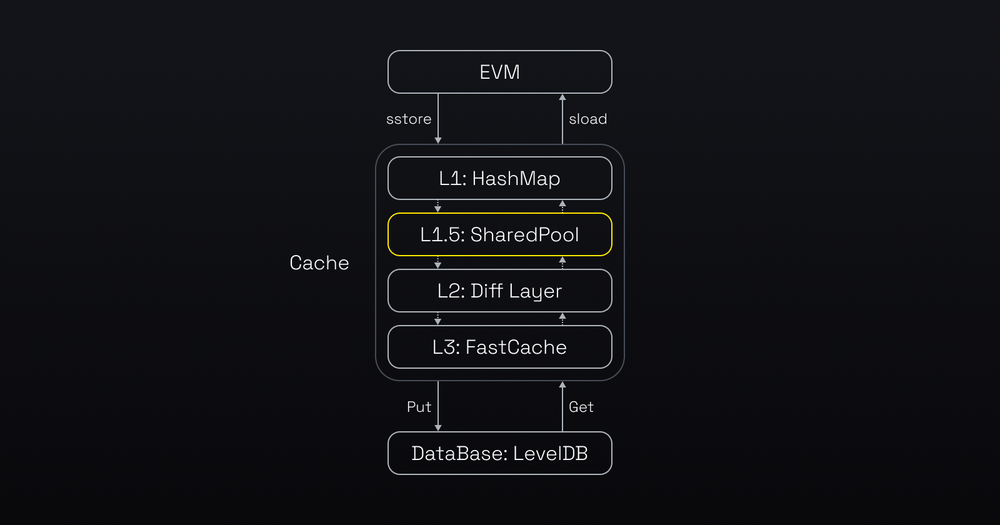 EVM
sstore
sload
L1: HashMap
L1.5: SharedPool
Cache
L2: Diff Layer
L3: FastCache
Put
Get
DataBase: LevelDB